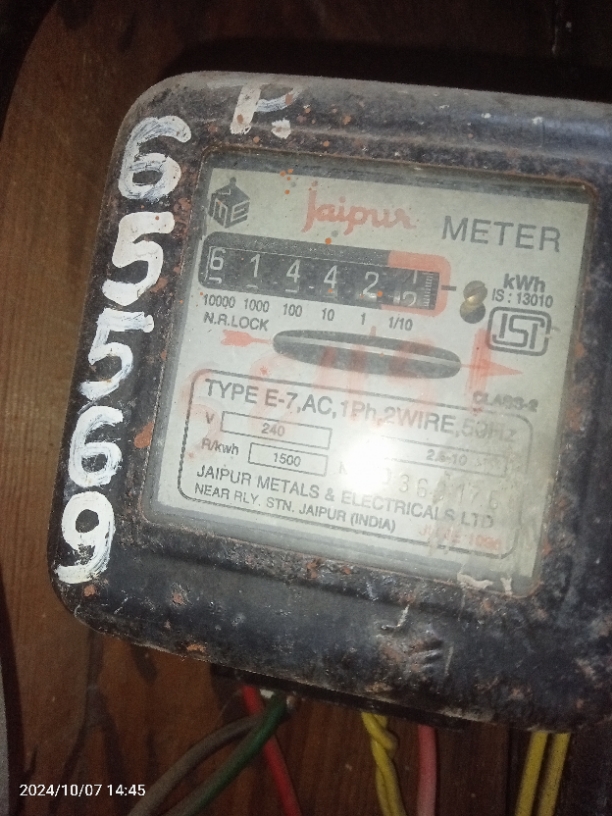 P.
65569
JME
Jaipur METER
6 1 4 4 2
kWh
IS : 13010
10000 1000 100 10 1 1/10
N.R.LOCK
ISI
CLASS-2
TYPE E-7,AC,1Ph,2WIRE,50Hz
V 240
R/kwh 1500
JAIPUR METALS & ELECTRICALS LTD
NEAR RLY. STN. JAIPUR (INDIA)
2024/10/07 14:45